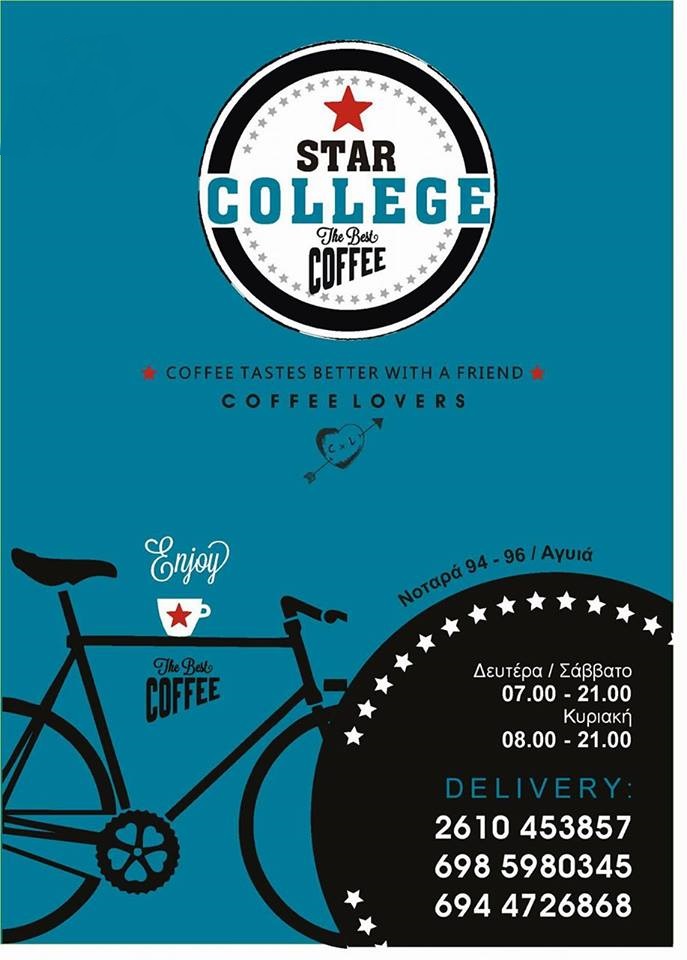 STAR
COLLEGE
The Best
COFFEE
COFFEE TASTES BETTER WITH A FRIEND
COFFEE LOVERS
C x L
Enjoy
The Best
COFFEE
Νοταρά 94 - 96 / Αγυιά
Δευτέρα / Σάββατο
07.00 - 21.00
Κυριακή
08.00 - 21.00
DELIVERY:
2610 453857
698 5980345
694 4726868